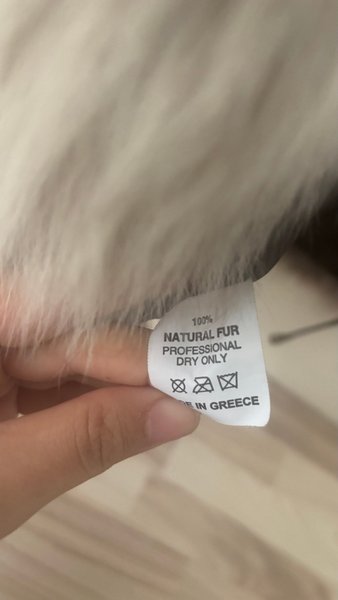 100%
NATURAL FUR
PROFESSIONAL
DRY ONLY
IN GREECE